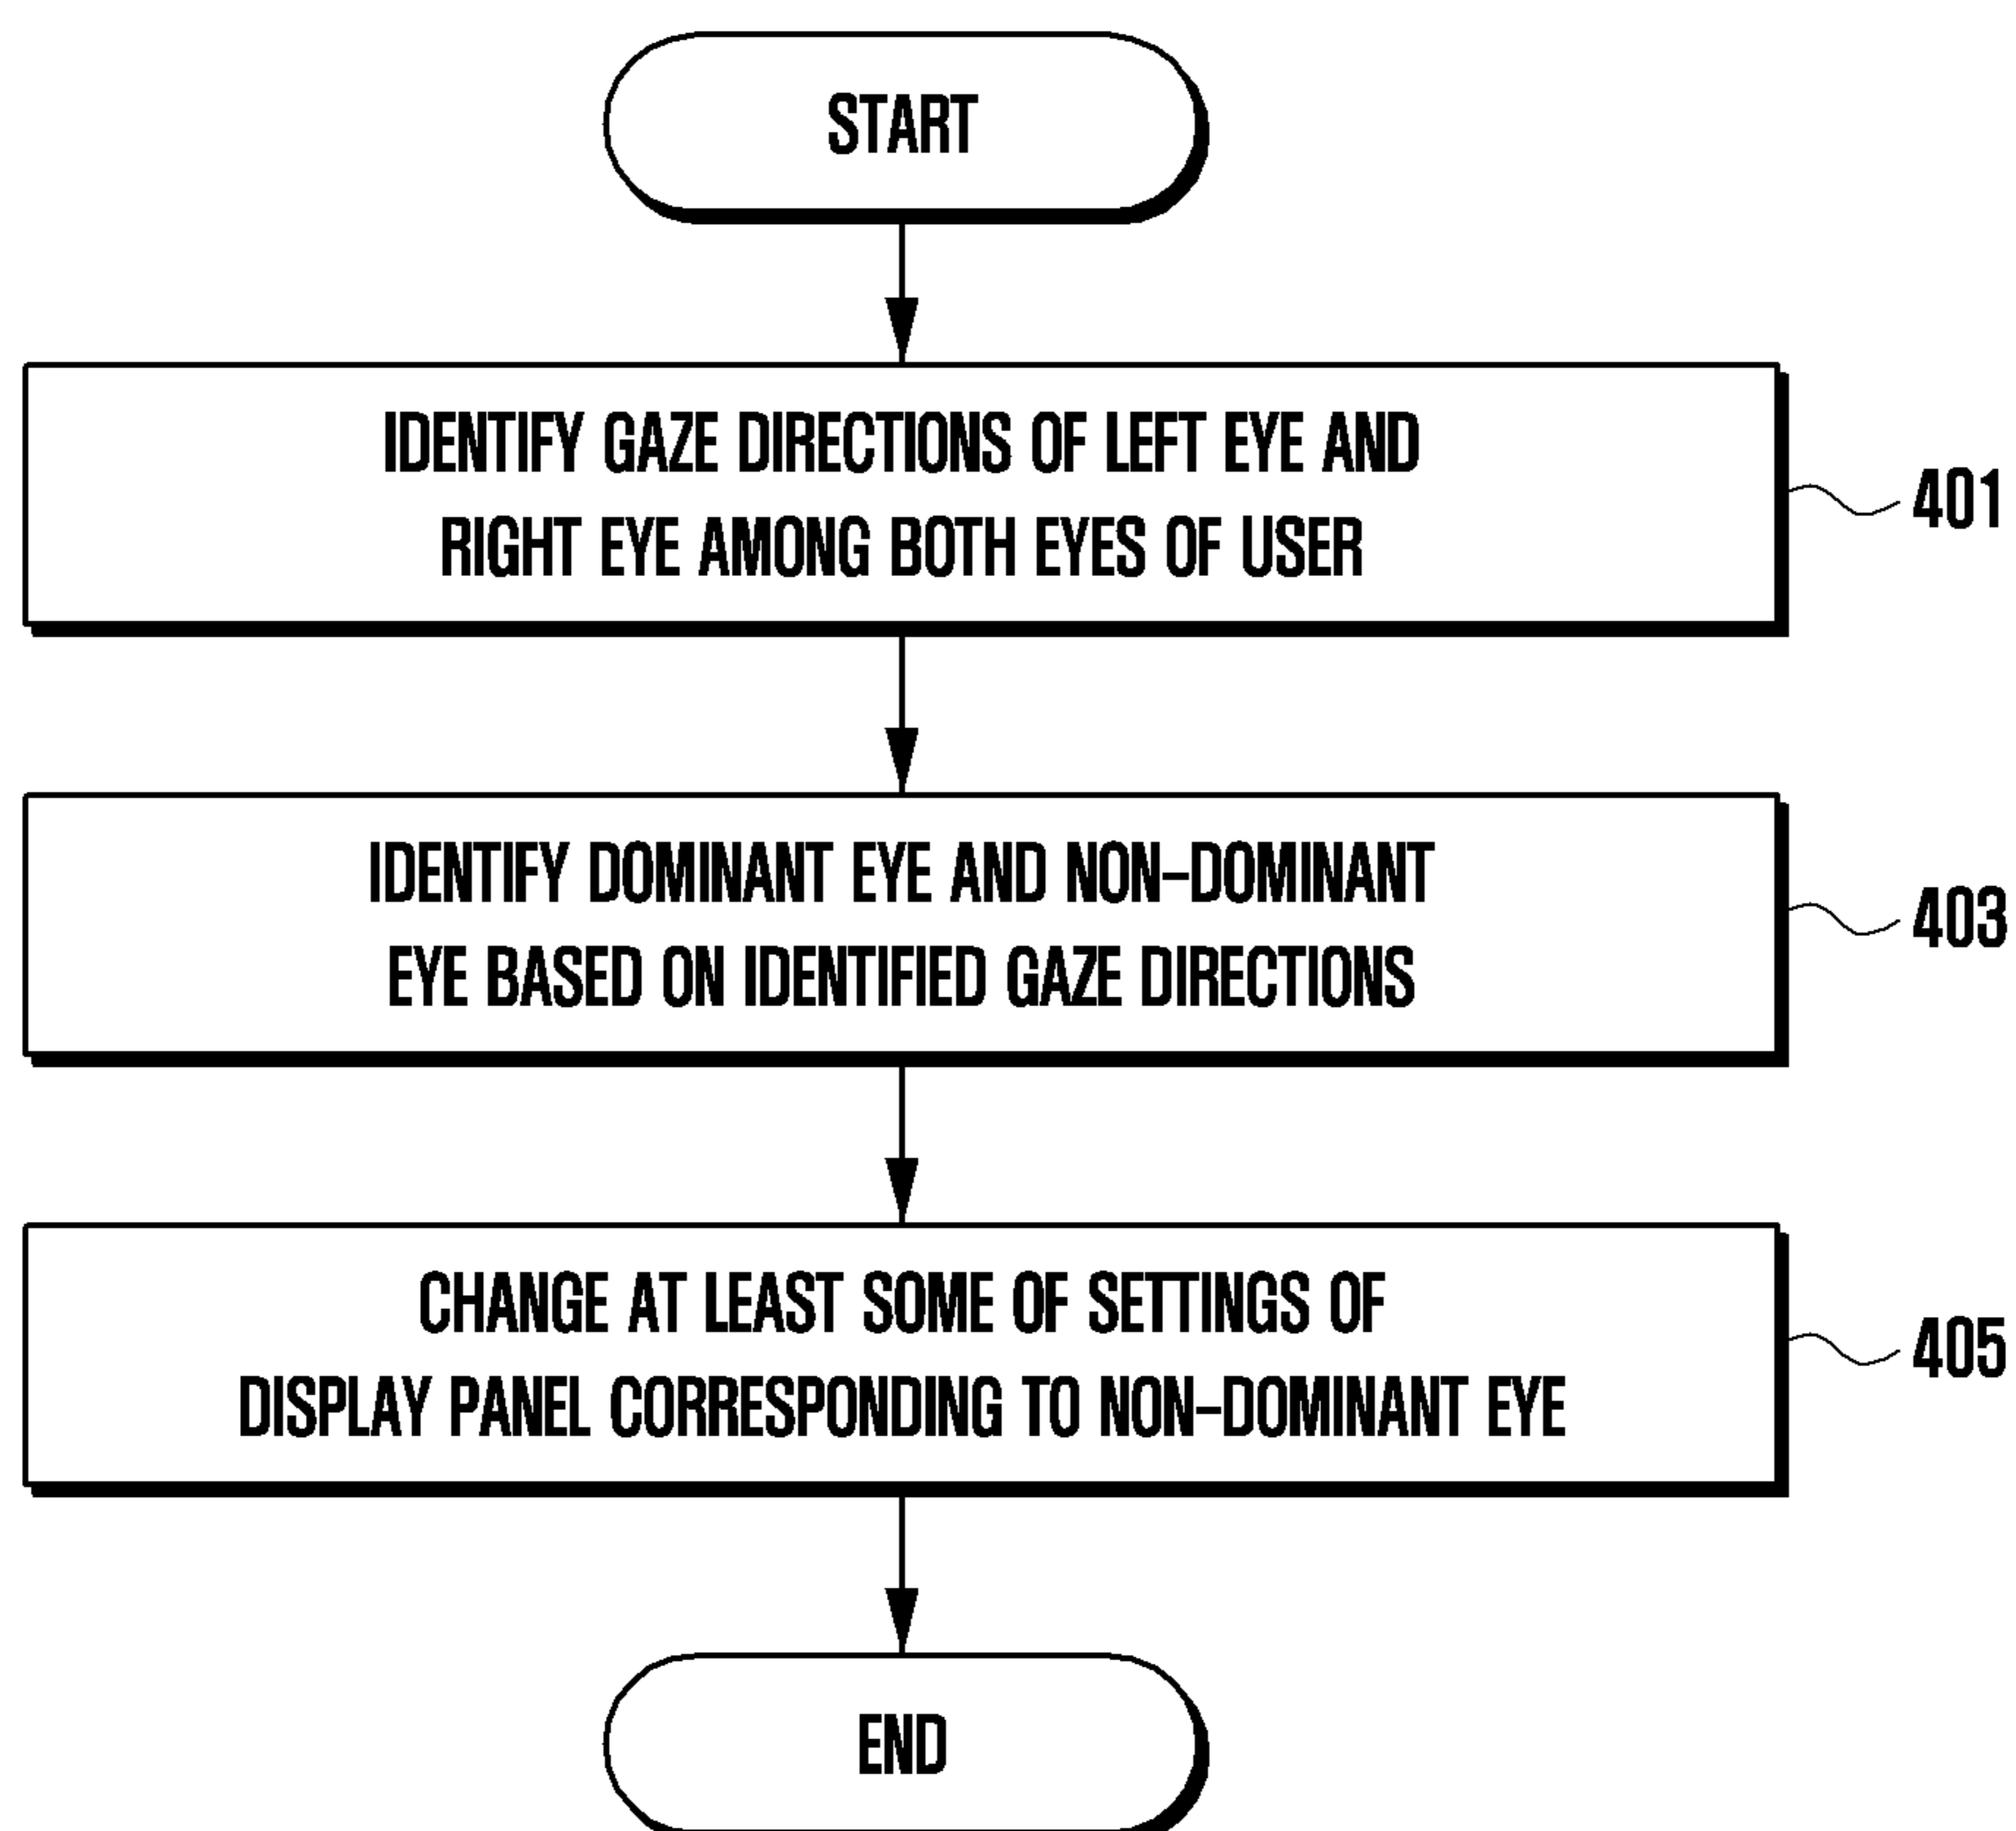 START
IDENTIFY GAZE DIRECTIONS OF LEFT EYE AND
RIGHT EYE AMONG BOTH EYES OF USER
401
IDENTIFY DOMINANT EYE AND NON–DOMINANT
EYE BASED ON IDENTIFIED GAZE DIRECTIONS
403
CHANGE AT LEAST SOME OF SETTINGS OF
DISPLAY PANEL CORRESPONDING TO NON–DOMINANT EYE
405
END